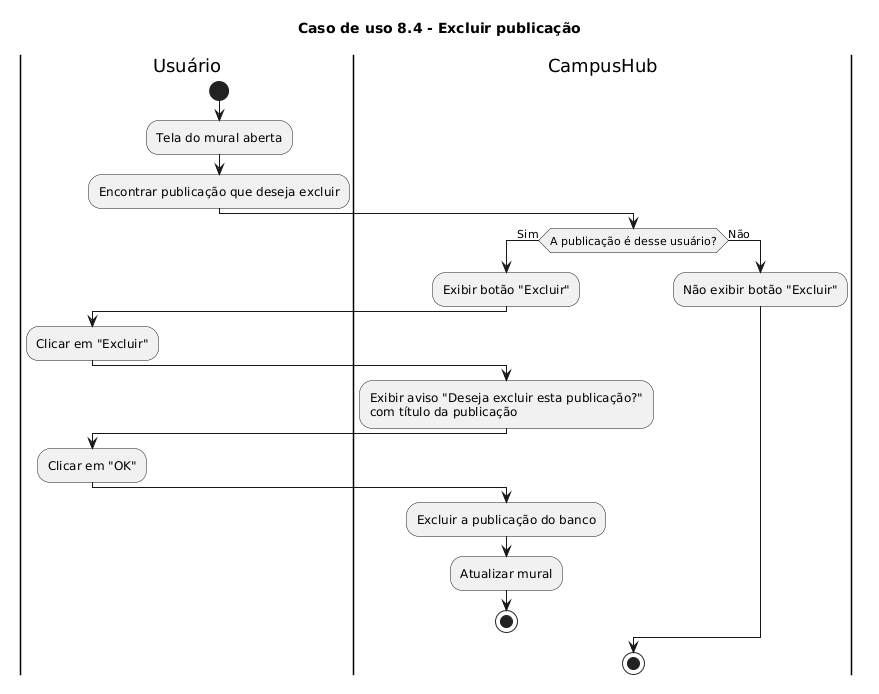 Caso de uso 8.4 - Excluir publicação
Usuário
CampusHub
Tela do mural aberta
Encontrar publicação que deseja excluir
A publicação é desse usuário?
Sim
Não
Exibir botão "Excluir"
Não exibir botão "Excluir"
Clicar em "Excluir"
Exibir aviso "Deseja excluir esta publicação?"
com título da publicação
Clicar em "OK"
Excluir a publicação do banco
Atualizar mural